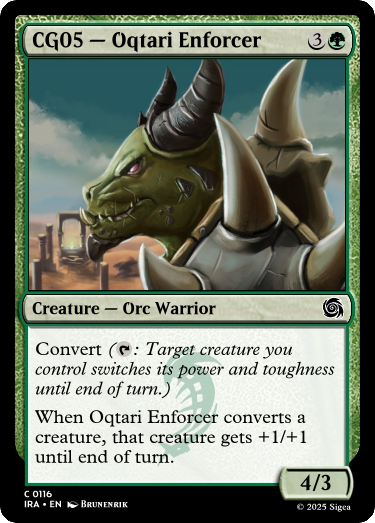 CG05 — Oqtari Enforcer 3
Creature — Orc Warrior
Convert (: Target creature you
control switches its power and toughness
until end of turn.)
When Oqtari Enforcer converts a
creature, that creature gets +1/+1
until end of turn.
4/3
C 0116
IRA • EN Brunenrik
© 2025 Sigea